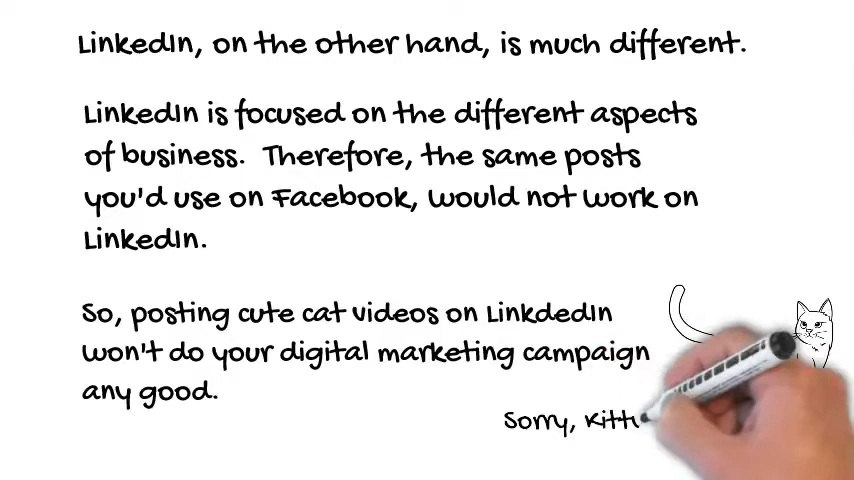 LinkedIn, on the other hand, is much different.
LinkedIn is focused on the different aspects
of business. Therefore, the same posts
you'd use on Facebook, would not work on
LinkedIn.
So, posting cute cat videos on LinkdedIn
won't do your digital marketing campaign
any good.
Sorry,